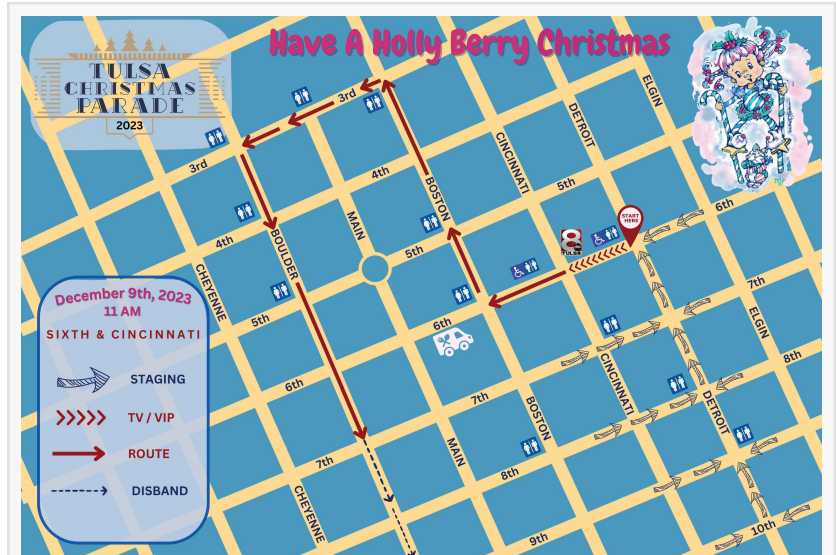 Have A Holly Berry Christmas
TULSA
CHRISTMAS
PARADE
2023
3rd
ELGIN
DETROIT
CINCINNATI
3rd
4th
5th
BOSTON
MAIN
6th
START
HERE
8
TULSA
4th
BOULDER
5th
CHEYENNE
7th
5th
6th
ELGIN
8th
6th
7th
CINCINNATI
BOSTON
DETROIT
7th
MAIN
8th
CHEYENNE
9th
10th
December 9th, 2023
11 AM
SIXTH & CINCINNATI
STAGING
TV / VIP
ROUTE
DISBAND